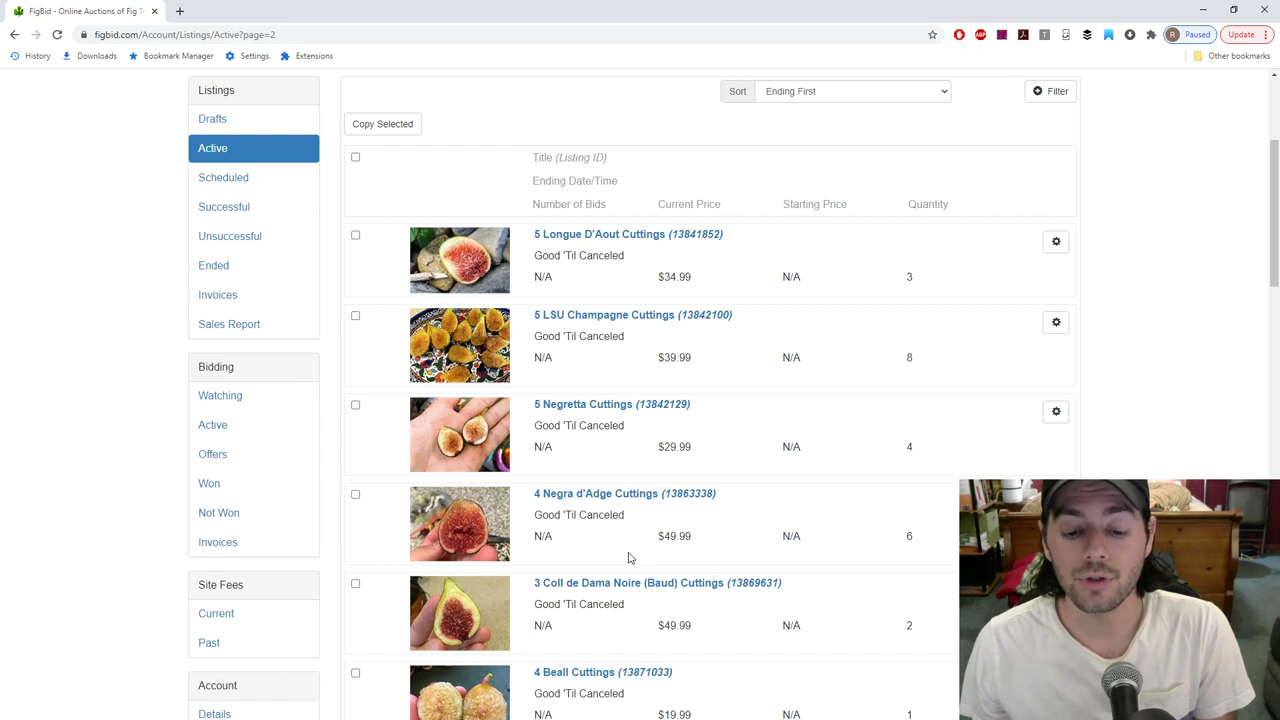 FigBid - Online Auctions of Fig Tr
figbid.com/Account/Listings/Active?page=2
Paused
Update
History
Downloads
Bookmark Manager
Settings
Extensions
Other bookmarks
Listings
Drafts
Active
Scheduled
Successful
Unsuccessful
Ended
Invoices
Sales Report
Bidding
Watching
Active
Offers
Won
Not Won
Invoices
Site Fees
Current
Past
Account
Details
Sort
Ending First
Filter
Copy Selected
Title (Listing ID)
Ending Date/Time
Number of Bids Current Price Starting Price Quantity
5 Longue D'Aout Cuttings (13841852)
Good 'Til Canceled
N/A $34.99 N/A 3
5 LSU Champagne Cuttings (13842100)
Good 'Til Canceled
N/A $39.99 N/A 8
5 Negretta Cuttings (13842129)
Good 'Til Canceled
N/A $29.99 N/A 4
4 Negra d'Adge Cuttings (13863338)
Good 'Til Canceled
N/A $49.99 N/A 6
3 Coll de Dama Noire (Baud) Cuttings (13869631)
Good 'Til Canceled
N/A $49.99 N/A 2
4 Beall Cuttings (13871033)
Good 'Til Canceled
N/A $19.99 N/A 1